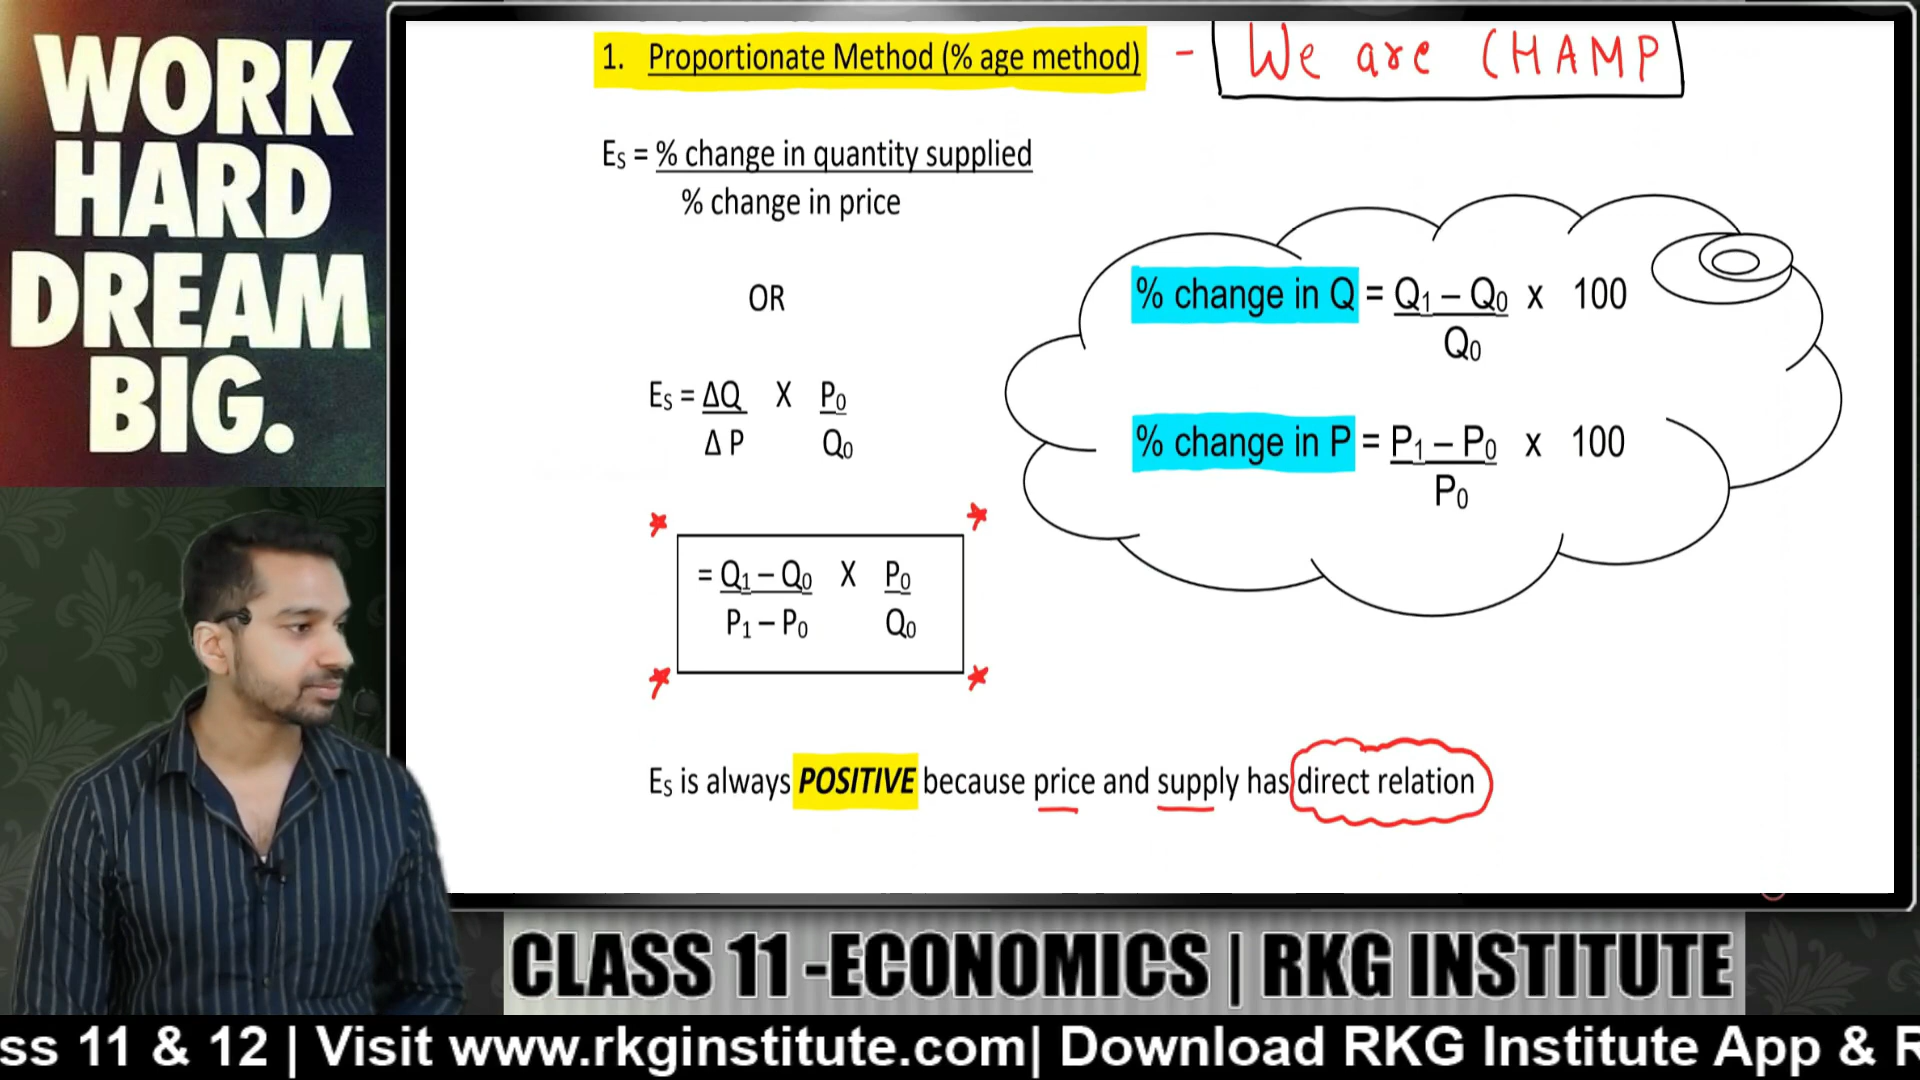 WORK
HARD
DREAM
BIG.
1. Proportionate Method (% age method) - We are CHAMP
ES = % change in quantity supplied
% change in price
OR
ES = ΔQ X P0
Δ P Q0
= Q1 – Q0 X P0
P1 – P0 Q0
% change in Q = Q1 – Q0 x 100
Q0
% change in P = P1 – P0 x 100
P0
ES is always POSITIVE because price and supply has direct relation
CLASS 11 -ECONOMICS | RKG INSTITUTE
ss 11 & 12 | Visit www.rkginstitute.com| Download RKG Institute App & R